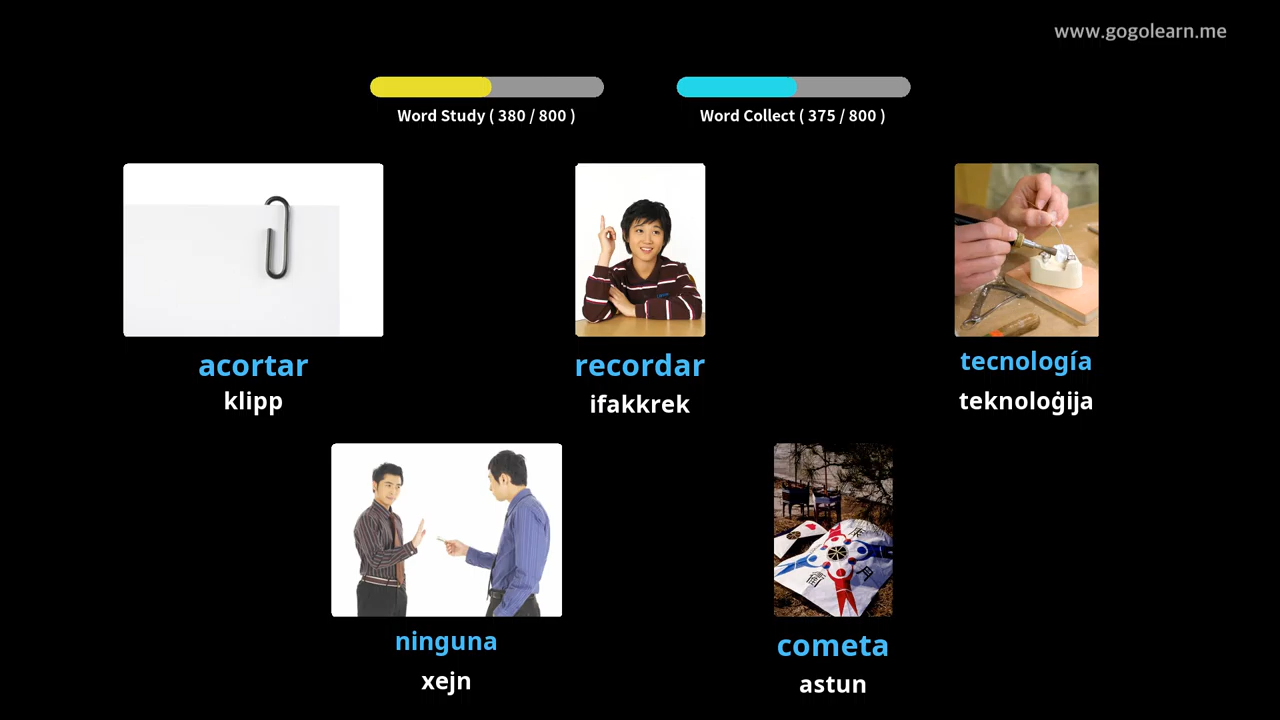 www.gogolearn.me
Word Study ( 380 / 800 )
Word Collect ( 375 / 800 )
acortar
klipp
recordar
ifakkrek
tecnología
teknoloġija
ninguna
xejn
cometa
astun